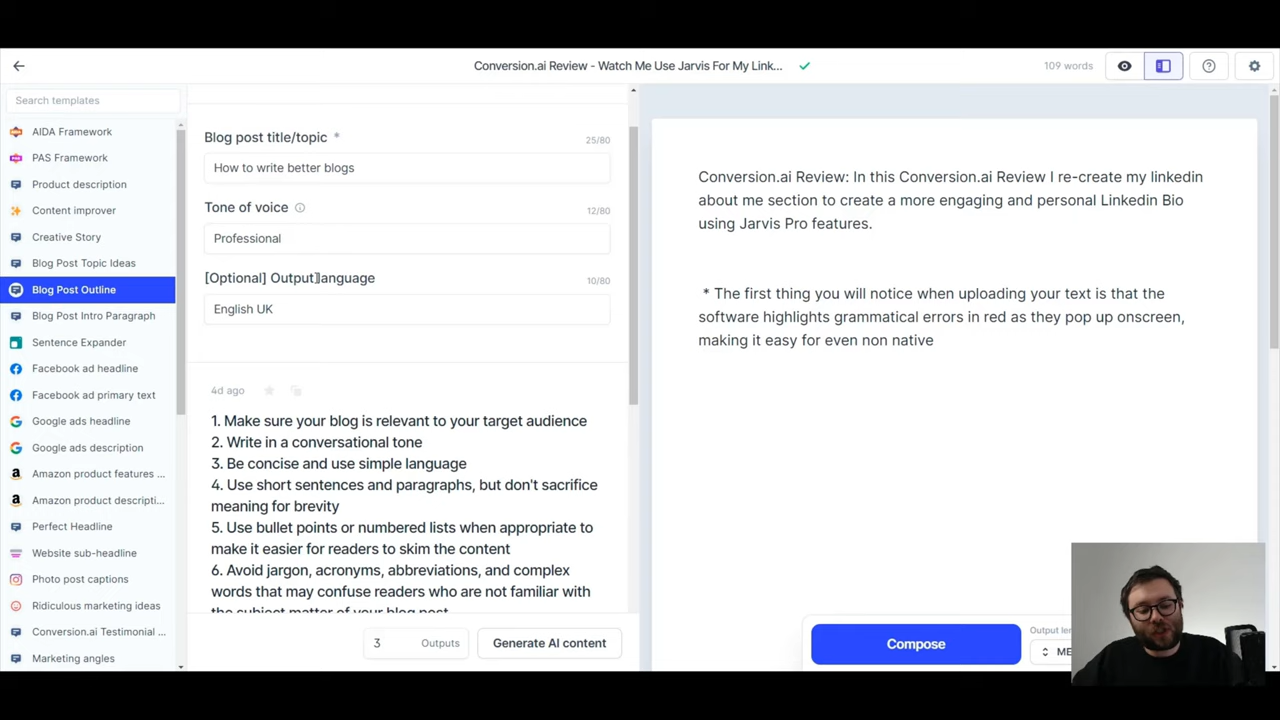 Conversion.ai Review - Watch Me Use Jarvis For My Link...
109 words
Search templates
AIDA Framework
PAS Framework
Product description
Content improver
Creative Story
Blog Post Topic Ideas
Blog Post Outline
Blog Post Intro Paragraph
Sentence Expander
Facebook ad headline
Facebook ad primary text
Google ads headline
Google ads description
Amazon product features ...
Amazon product descripti...
Perfect Headline
Website sub-headline
Photo post captions
Ridiculous marketing ideas
Conversion.ai Testimonial ...
Marketing angles
Blog post title/topic *
25/80
How to write better blogs
Tone of voice
12/80
Professional
[Optional] Output language
10/80
English UK
4d ago
1. Make sure your blog is relevant to your target audience
2. Write in a conversational tone
3. Be concise and use simple language
4. Use short sentences and paragraphs, but don't sacrifice
meaning for brevity
5. Use bullet points or numbered lists when appropriate to
make it easier for readers to skim the content
6. Avoid jargon, acronyms, abbreviations, and complex
words that may confuse readers who are not familiar with
the subject matter of your blog post
3 Outputs
Generate AI content
Conversion.ai Review: In this Conversion.ai Review I re-create my linkedin
about me section to create a more engaging and personal Linkedin Bio
using Jarvis Pro features.
* The first thing you will notice when uploading your text is that the
software highlights grammatical errors in red as they pop up onscreen,
making it easy for even non native
Compose
Output len
ME